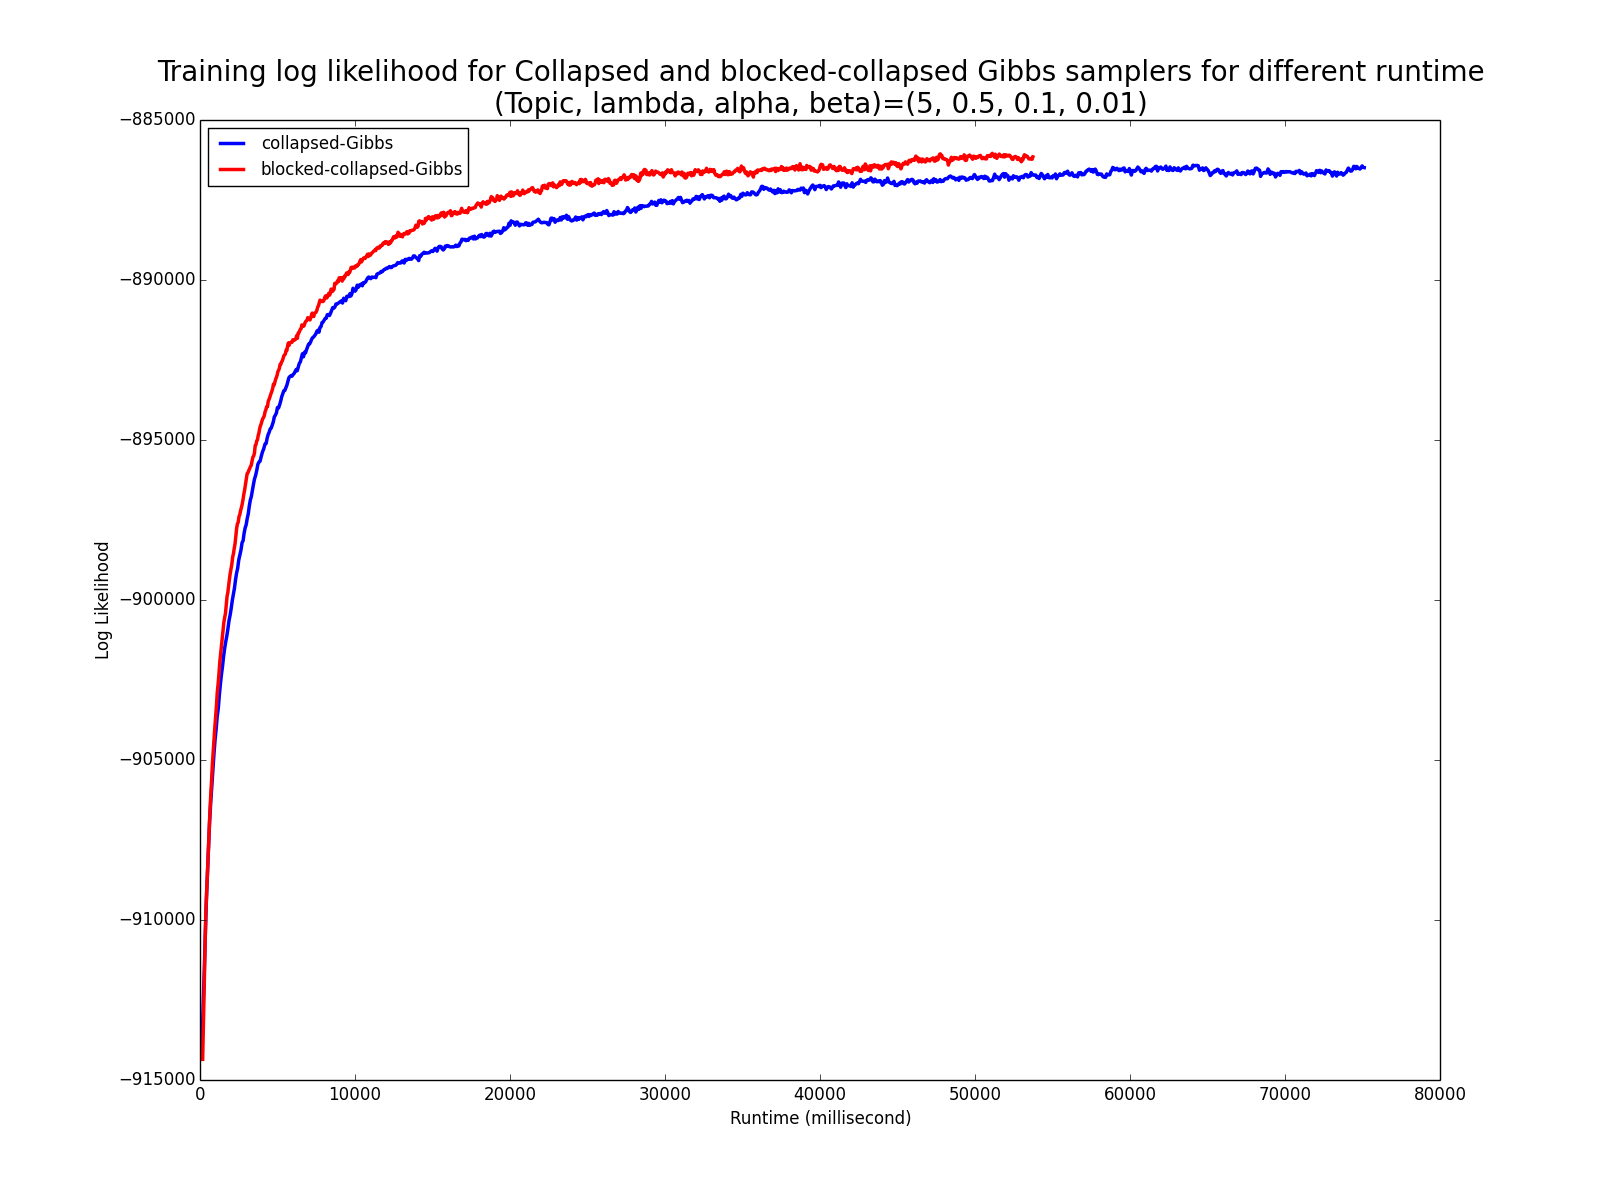 Training log likelihood for Collapsed and blocked-collapsed Gibbs samplers for different runtime
(Topic, lambda, alpha, beta)=(5, 0.5, 0.1, 0.01)
collapsed-Gibbs
blocked-collapsed-Gibbs
−885000
−890000
−895000
−900000
−905000
−910000
−915000
Log Likelihood
0 10000 20000 30000 40000 50000 60000 70000 80000
Runtime (millisecond)